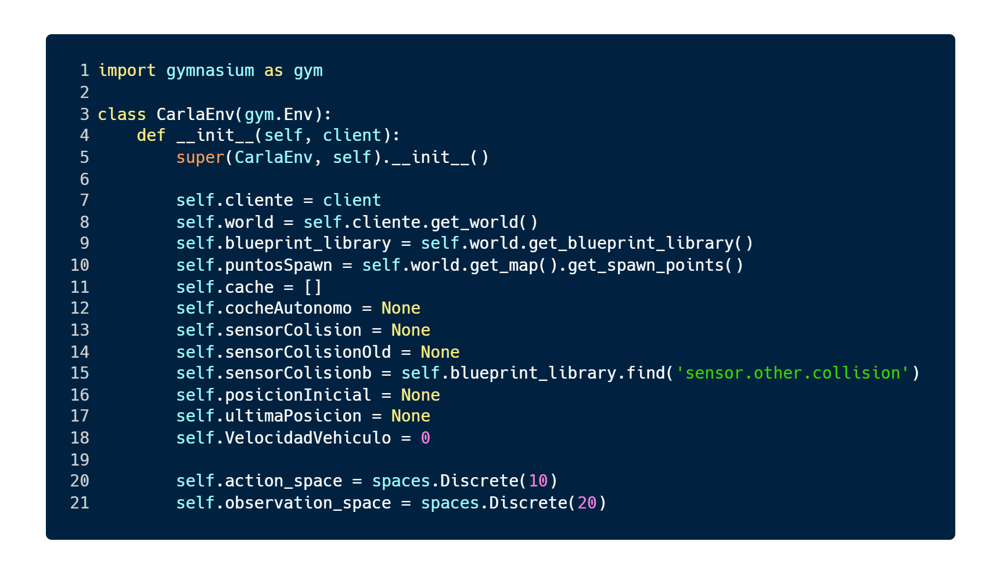 1 import gymnasium as gym
2
3 class CarlaEnv(gym.Env):
4     def __init__(self, client):
5         super(CarlaEnv, self).__init__()
6
7         self.cliente = client
8         self.world = self.cliente.get_world()
9         self.blueprint_library = self.world.get_blueprint_library()
10         self.puntosSpawn = self.world.get_map().get_spawn_points()
11         self.cache = []
12         self.cocheAutonomo = None
13         self.sensorColision = None
14         self.sensorColisionOld = None
15         self.sensorColisionb = self.blueprint_library.find('sensor.other.collision')
16         self.posicionInicial = None
17         self.ultimaPosicion = None
18         self.VelocidadVehiculo = 0
19
20         self.action_space = spaces.Discrete(10)
21         self.observation_space = spaces.Discrete(20)